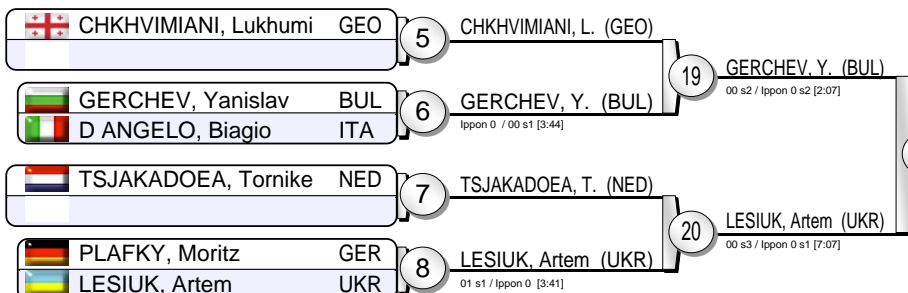 CHKHVIMIANI, Lukhumi GEO
5
CHKHVIMIANI, L. (GEO)
GERCHEV, Yanislav BUL
D ANGELO, Biagio ITA
6
GERCHEV, Y. (BUL)
Ippon 0 / 00 s1 [3:44]
19
GERCHEV, Y. (BUL)
00 s2 / Ippon 0 s2 [2:07]
TSJAKADOEA, Tornike NED
7
TSJAKADOEA, T. (NED)
PLAFKY, Moritz GER
LESIUK, Artem UKR
8
LESIUK, Artem (UKR)
01 s1 / Ippon 0 [3:41]
20
LESIUK, Artem (UKR)
00 s3 / Ippon 0 s1 [7:07]